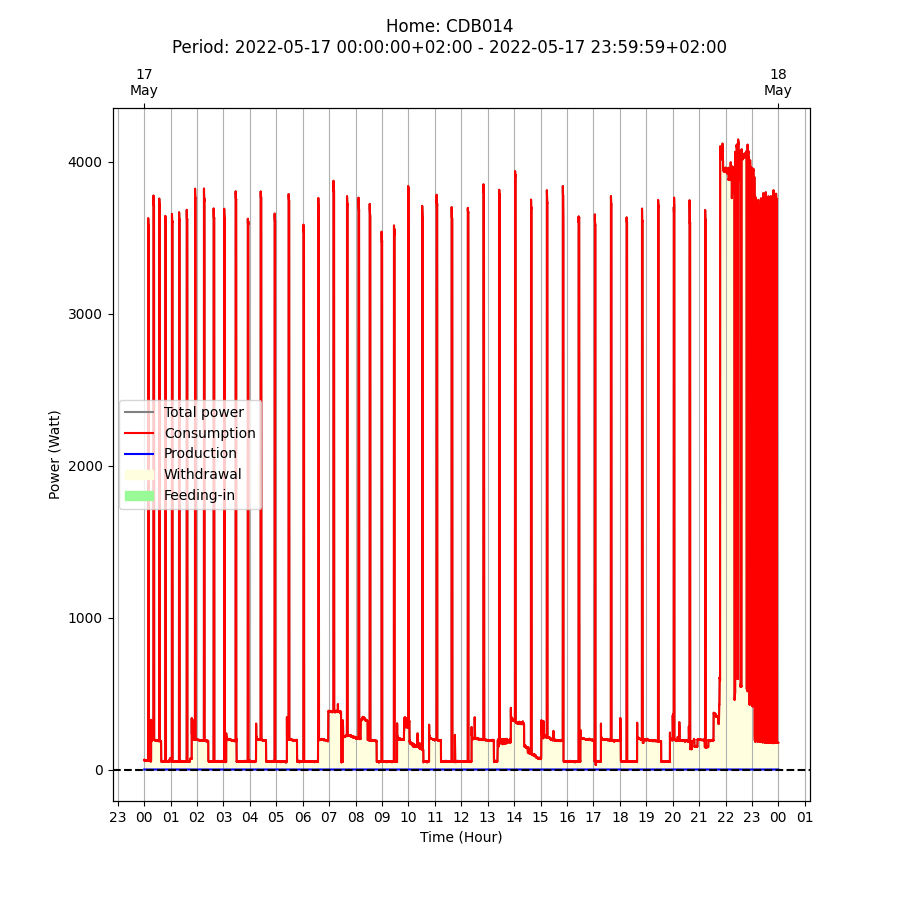 Home: CDB014
Period: 2022-05-17 00:00:00+02:00 - 2022-05-17 23:59:59+02:00
17 18
May May
4000
3000
2000
1000
0
Power (Watt)
Total power
Consumption
Production
Withdrawal
Feeding-in
23 00 01 02 03 04 05 06 07 08 09 10 11 12 13 14 15 16 17 18 19 20 21 22 23 00 01
Time (Hour)